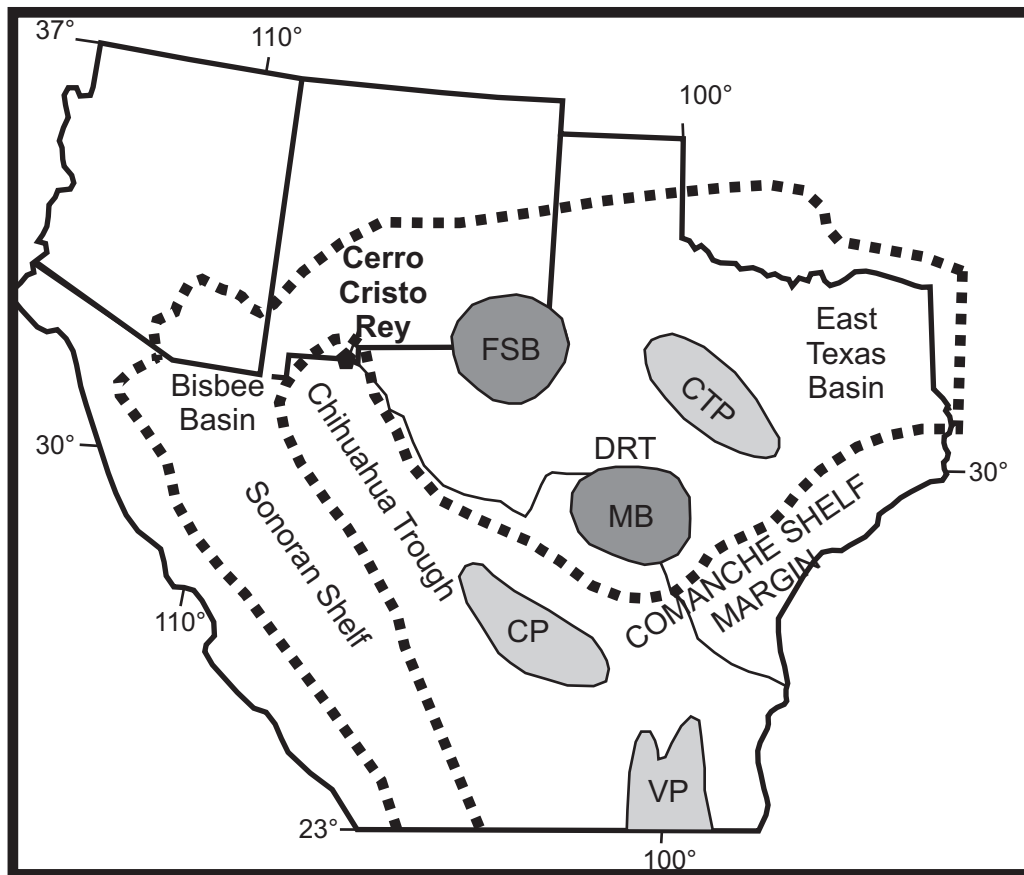 37°
110°
100°
Cerro
Cristo
Rey
FSB
East
Texas
Basin
Bisbee
Basin
CTP
Chihuahua Trough
30°
DRT
30°
Sonoran Shelf
MB
COMANCHE SHELF
MARGIN
110°
CP
VP
23°
100°